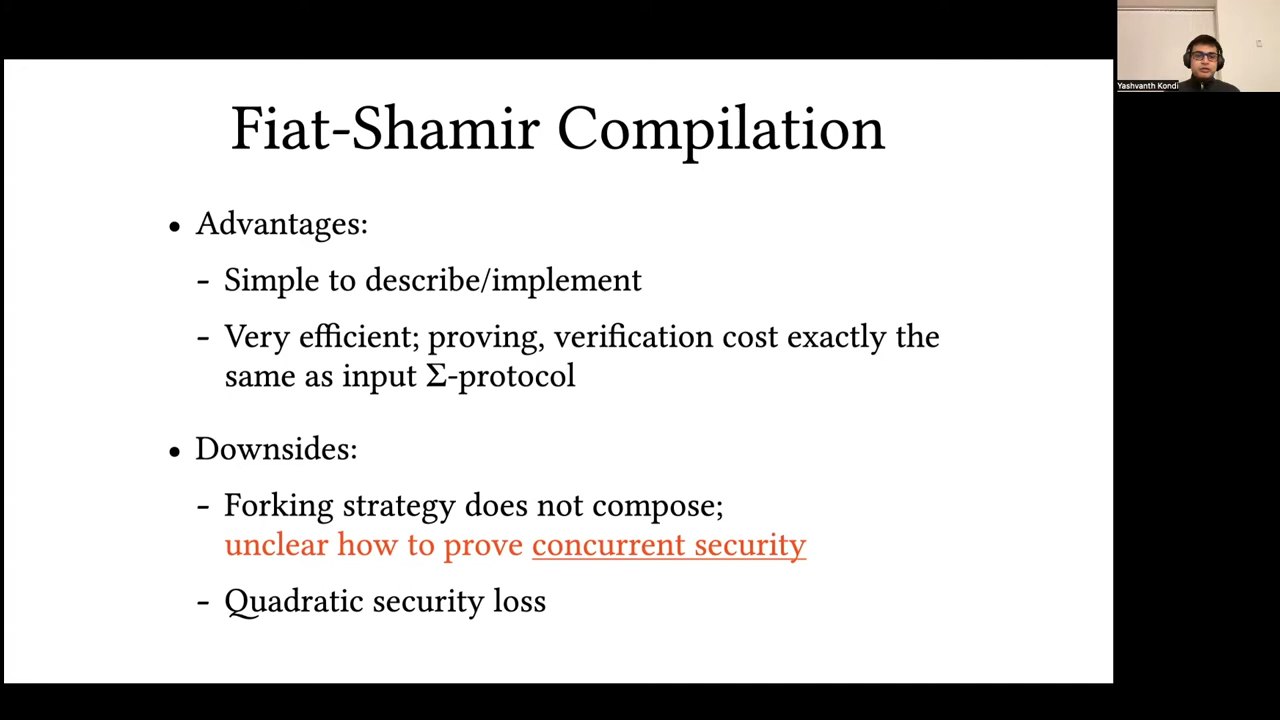 Fiat-Shamir Compilation
• Advantages:
- Simple to describe/implement
- Very efficient; proving, verification cost exactly the
same as input Σ-protocol
• Downsides:
- Forking strategy does not compose;
unclear how to prove concurrent security
- Quadratic security loss
Yashvanth Kondi